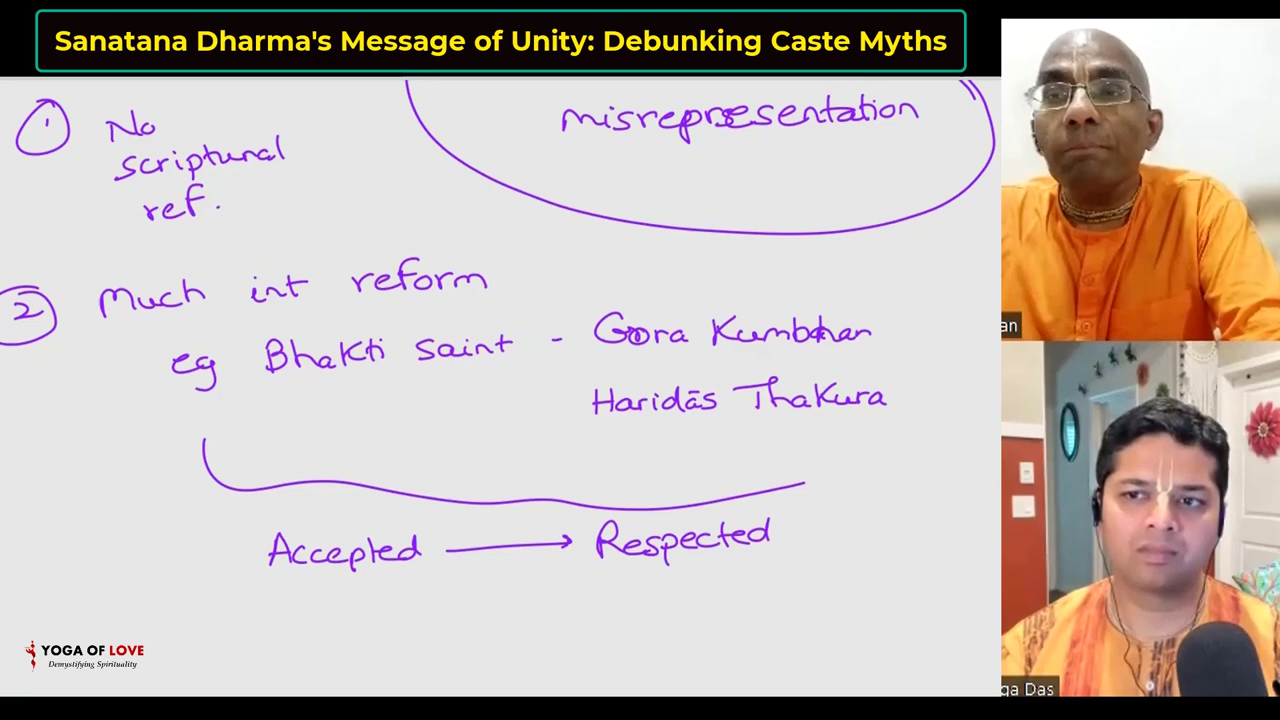 Sanatana Dharma's Message of Unity: Debunking Caste Myths
misrepresentation
1 No
scriptural
ref.
2 Much int reform
eg Bhakti saint - Gora Kumbhar
Haridās Thakura
Accepted → Respected
YOGA OF LOVE
Demystifying Spirituality
an
ga Das